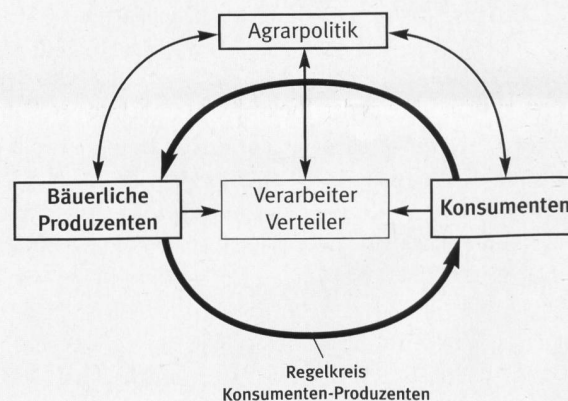 Agrarpolitik
Bäuerliche
Produzenten
Verarbeiter
Verteiler
Konsumenten
Regelkreis
Konsumenten-Produzenten